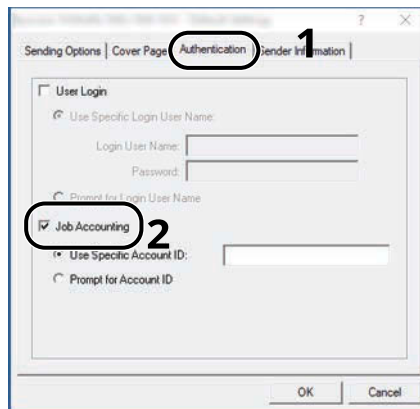 ? ×
Sending Options Cover Page Authentication Sender Information
1
User Login
Use Specific Login User Name:
Login User Name:
Password:
Prompt for Login User Name
Job Accounting
2
Use Specific Account ID:
Prompt for Account ID
OK Cancel